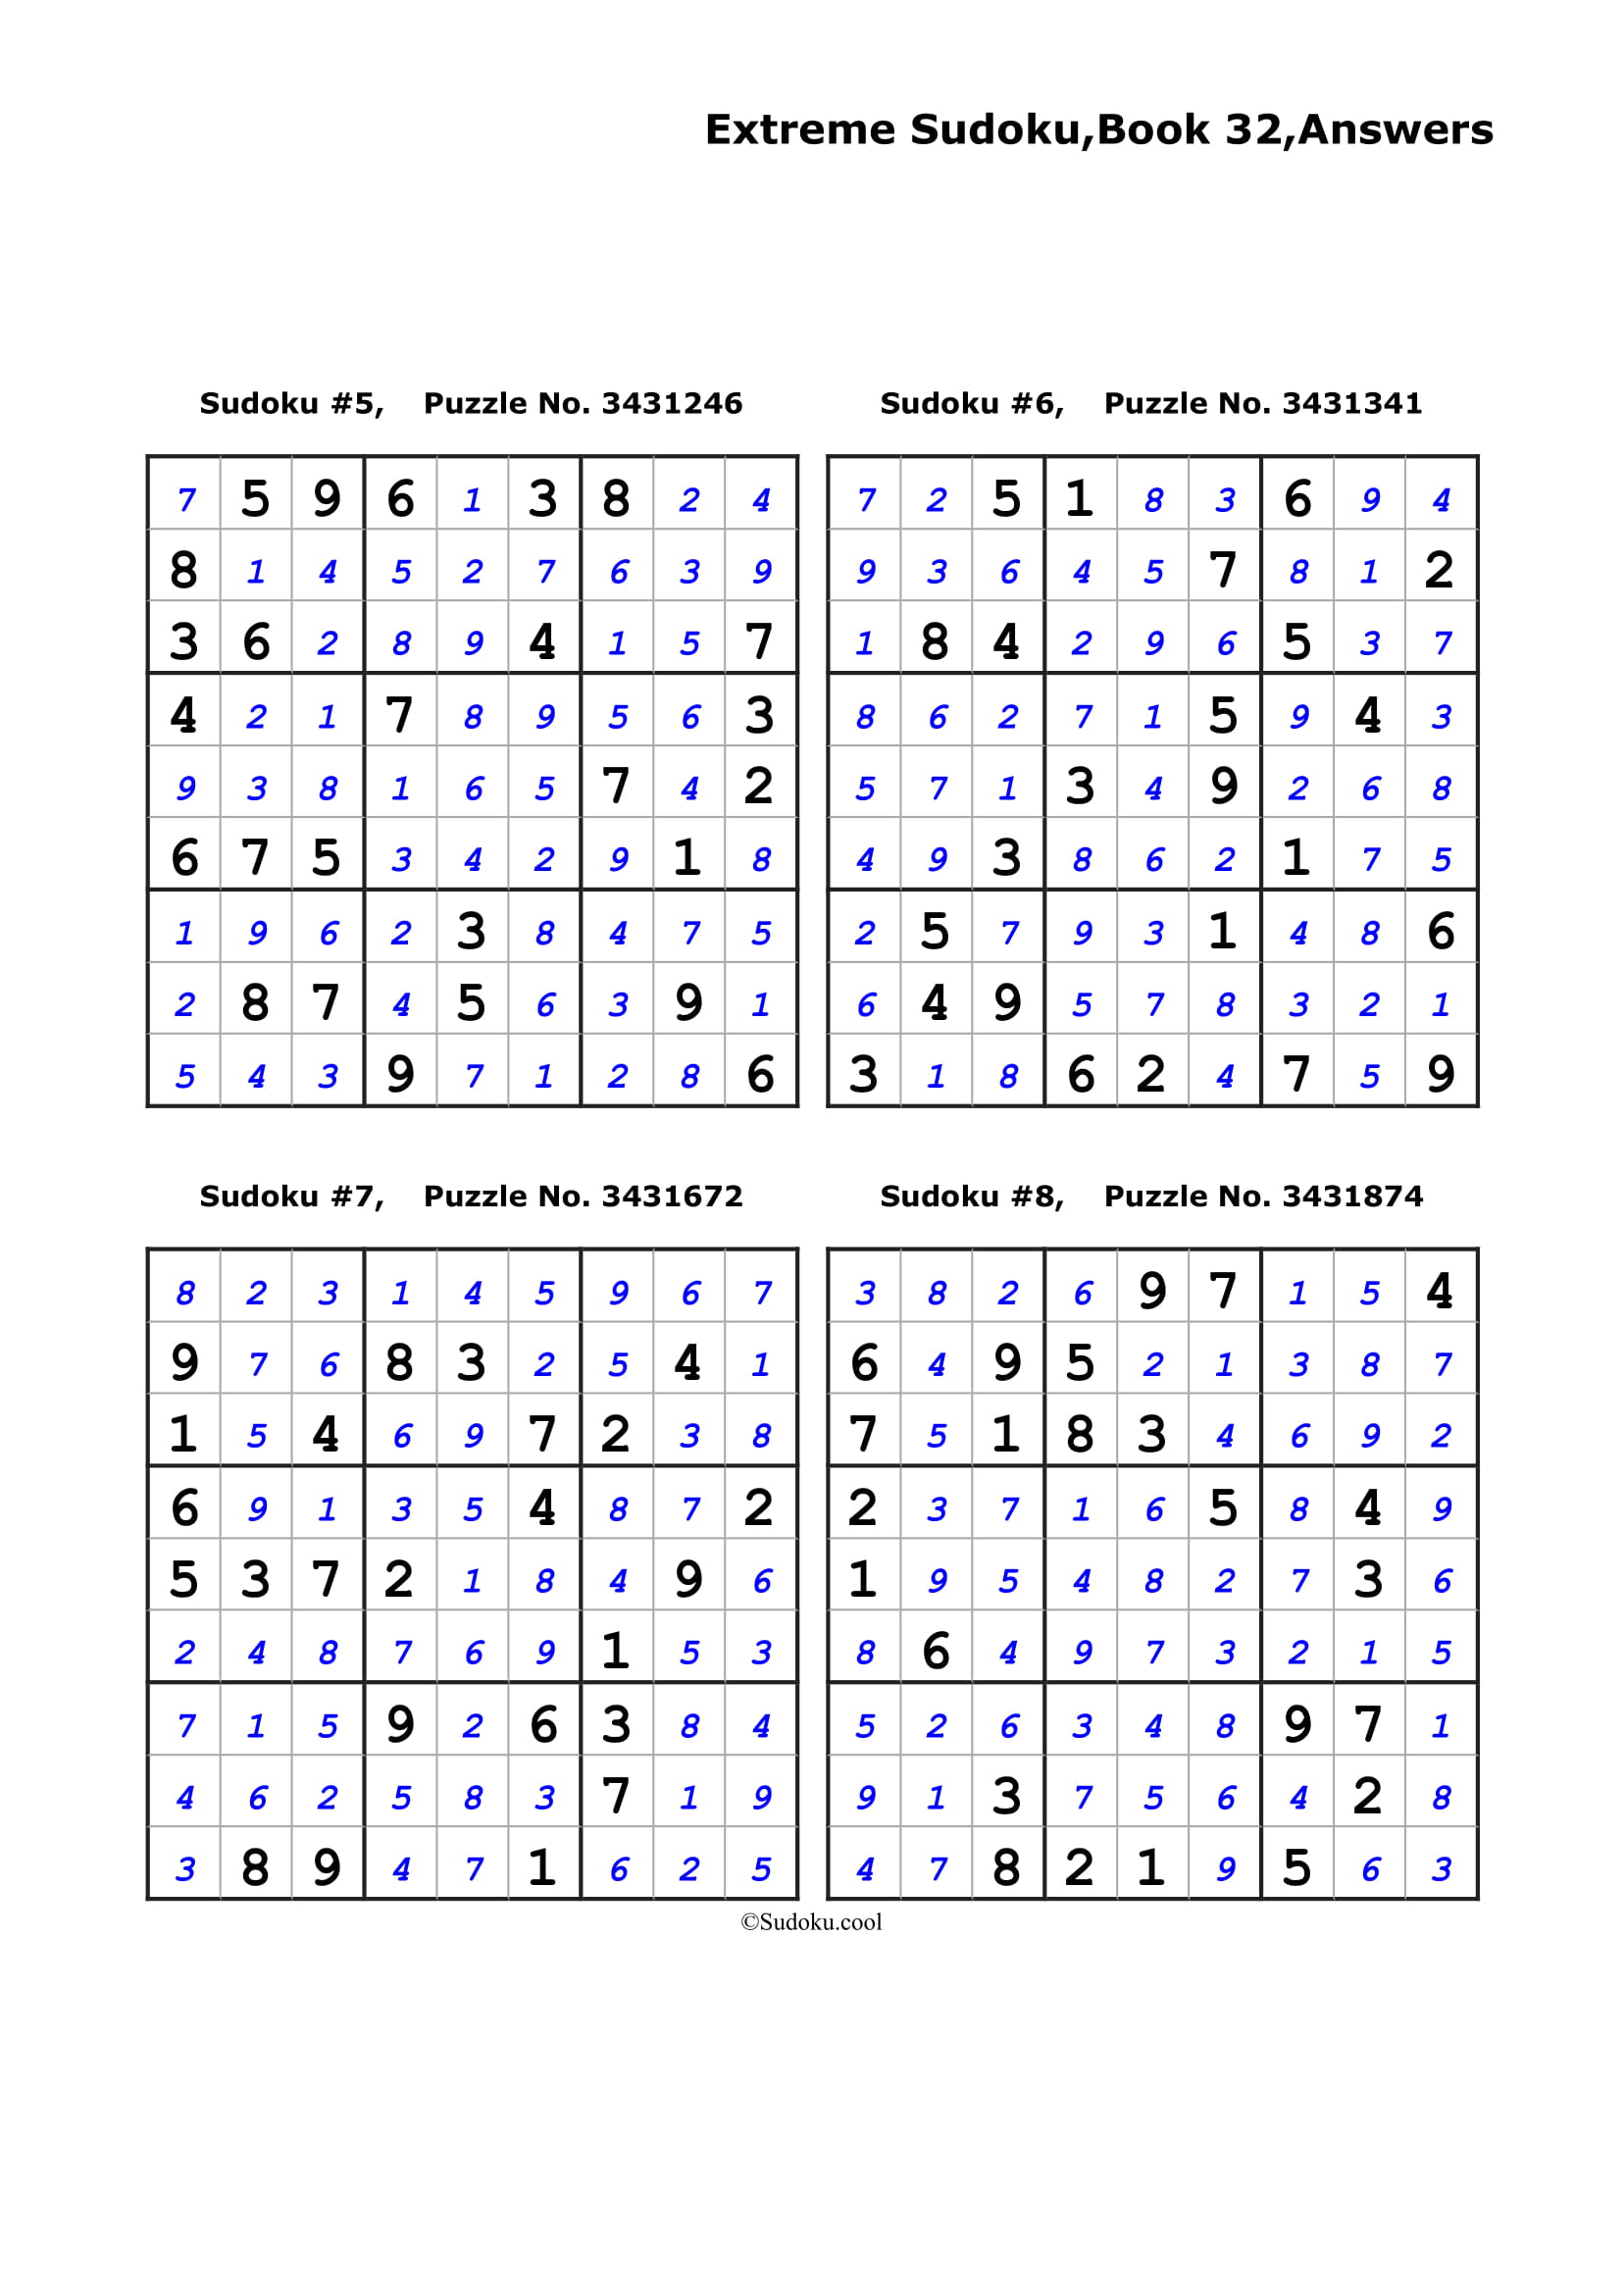 Extreme Sudoku,Book 32,Answers
Sudoku #5, Puzzle No. 3431246
7 5 9 6 1 3 8 2 4
8 1 4 5 2 7 6 3 9
3 6 2 8 9 4 1 5 7
4 2 1 7 8 9 5 6 3
9 3 8 1 6 5 7 4 2
6 7 5 3 4 2 9 1 8
1 9 6 2 3 8 4 7 5
2 8 7 4 5 6 3 9 1
5 4 3 9 7 1 2 8 6
Sudoku #6, Puzzle No. 3431341
7 2 5 1 8 3 6 9 4
9 3 6 4 5 7 8 1 2
1 8 4 2 9 6 5 3 7
8 6 2 7 1 5 9 4 3
5 7 1 3 4 9 2 6 8
4 9 3 8 6 2 1 7 5
2 5 7 9 3 1 4 8 6
6 4 9 5 7 8 3 2 1
3 1 8 6 2 4 7 5 9
Sudoku #7, Puzzle No. 3431672
8 2 3 1 4 5 9 6 7
9 7 6 8 3 2 5 4 1
1 5 4 6 9 7 2 3 8
6 9 1 3 5 4 8 7 2
5 3 7 2 1 8 4 9 6
2 4 8 7 6 9 1 5 3
7 1 5 9 2 6 3 8 4
4 6 2 5 8 3 7 1 9
3 8 9 4 7 1 6 2 5
Sudoku #8, Puzzle No. 3431874
3 8 2 6 9 7 1 5 4
6 4 9 5 2 1 3 8 7
7 5 1 8 3 4 6 9 2
2 3 7 1 6 5 8 4 9
1 9 5 4 8 2 7 3 6
8 6 4 9 7 3 2 1 5
5 2 6 3 4 8 9 7 1
9 1 3 7 5 6 4 2 8
4 7 8 2 1 9 5 6 3
©Sudoku.cool